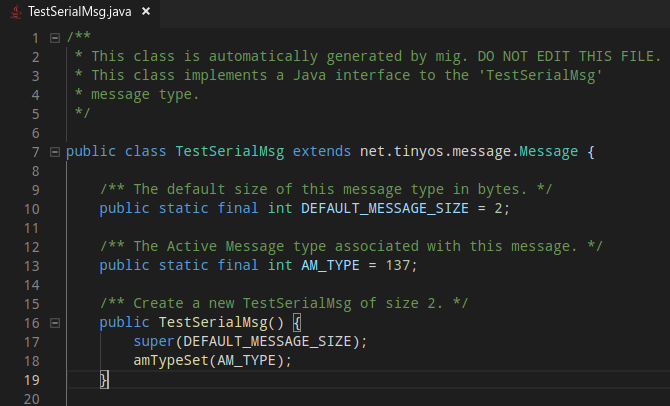 TestSerialMsg.java ×
1 /**
2 * This class is automatically generated by mig. DO NOT EDIT THIS FILE.
3 * This class implements a Java interface to the 'TestSerialMsg'
4 * message type.
5 */
6
7 public class TestSerialMsg extends net.tinyos.message.Message {
8
9 /** The default size of this message type in bytes. */
10 public static final int DEFAULT_MESSAGE_SIZE = 2;
11
12 /** The Active Message type associated with this message. */
13 public static final int AM_TYPE = 137;
14
15 /** Create a new TestSerialMsg of size 2. */
16 public TestSerialMsg() {
17 super(DEFAULT_MESSAGE_SIZE);
18 amTypeSet(AM_TYPE);
19 }
20